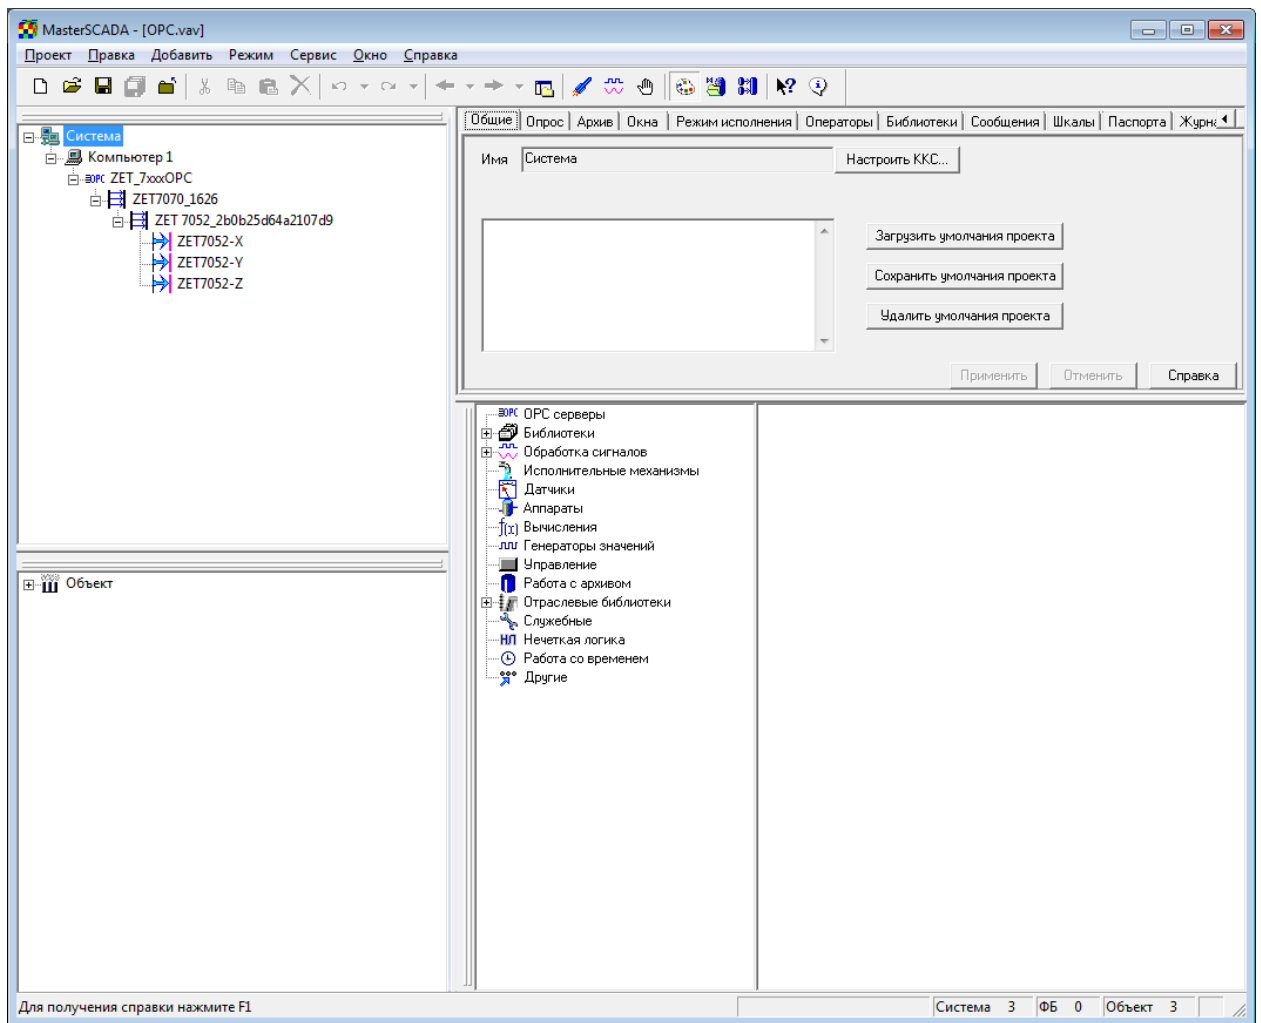 MasterSCADA - [OPC.vav]
Проект Правка Добавить Режим Сервис Окно Справка
Система
Компьютер 1
ZET_7xxxOPC
ZET7070_1626
ZET 7052_2b0b25d64a2107d9
ZET7052-X
ZET7052-Y
ZET7052-Z
Общие Опрос Архив Окна Режим исполнения Операторы Библиотеки Сообщения Шкалы Паспорта Журна
Имя Система Настроить ККС...
Загрузить умолчания проекта
Сохранить умолчания проекта
Удалить умолчания проекта
Применить Отменить Справка
OPC OPC серверы
Библиотеки
Обработка сигналов
Исполнительные механизмы
Датчики
Аппараты
f(x) Вычисления
Генераторы значений
Управление
Работа с архивом
Отраслевые библиотеки
Служебные
НЛ Нечеткая логика
Работа со временем
Другие
Объект
Для получения справки нажмите F1
Система 3 ФБ 0 Объект 3